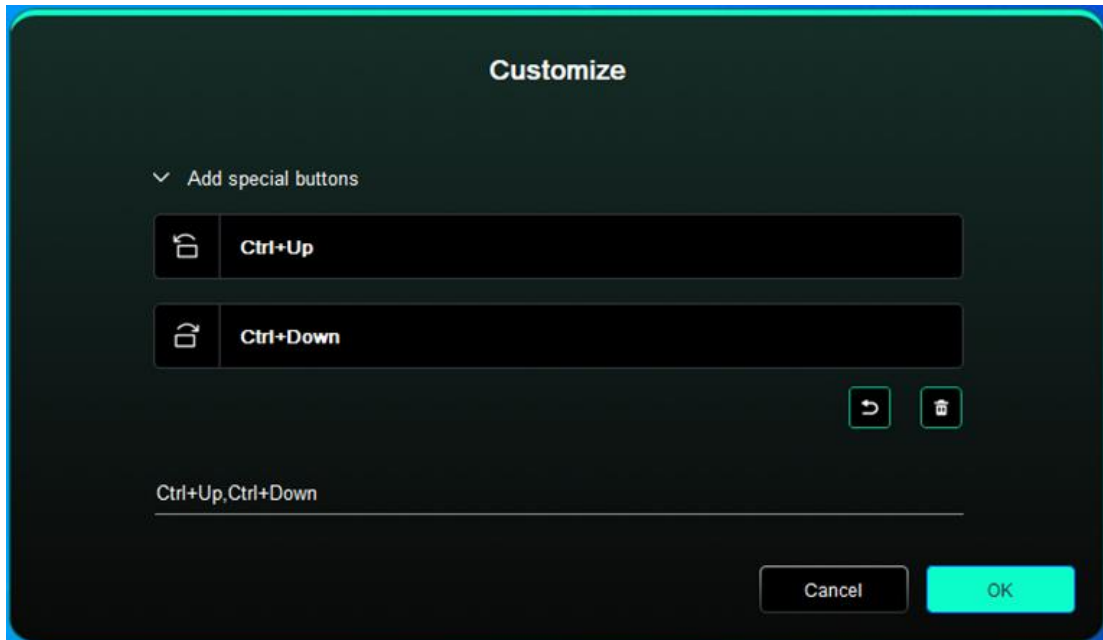 Customize
Add special buttons
Ctrl+Up
Ctrl+Down
Ctrl+Up,Ctrl+Down
Cancel
OK